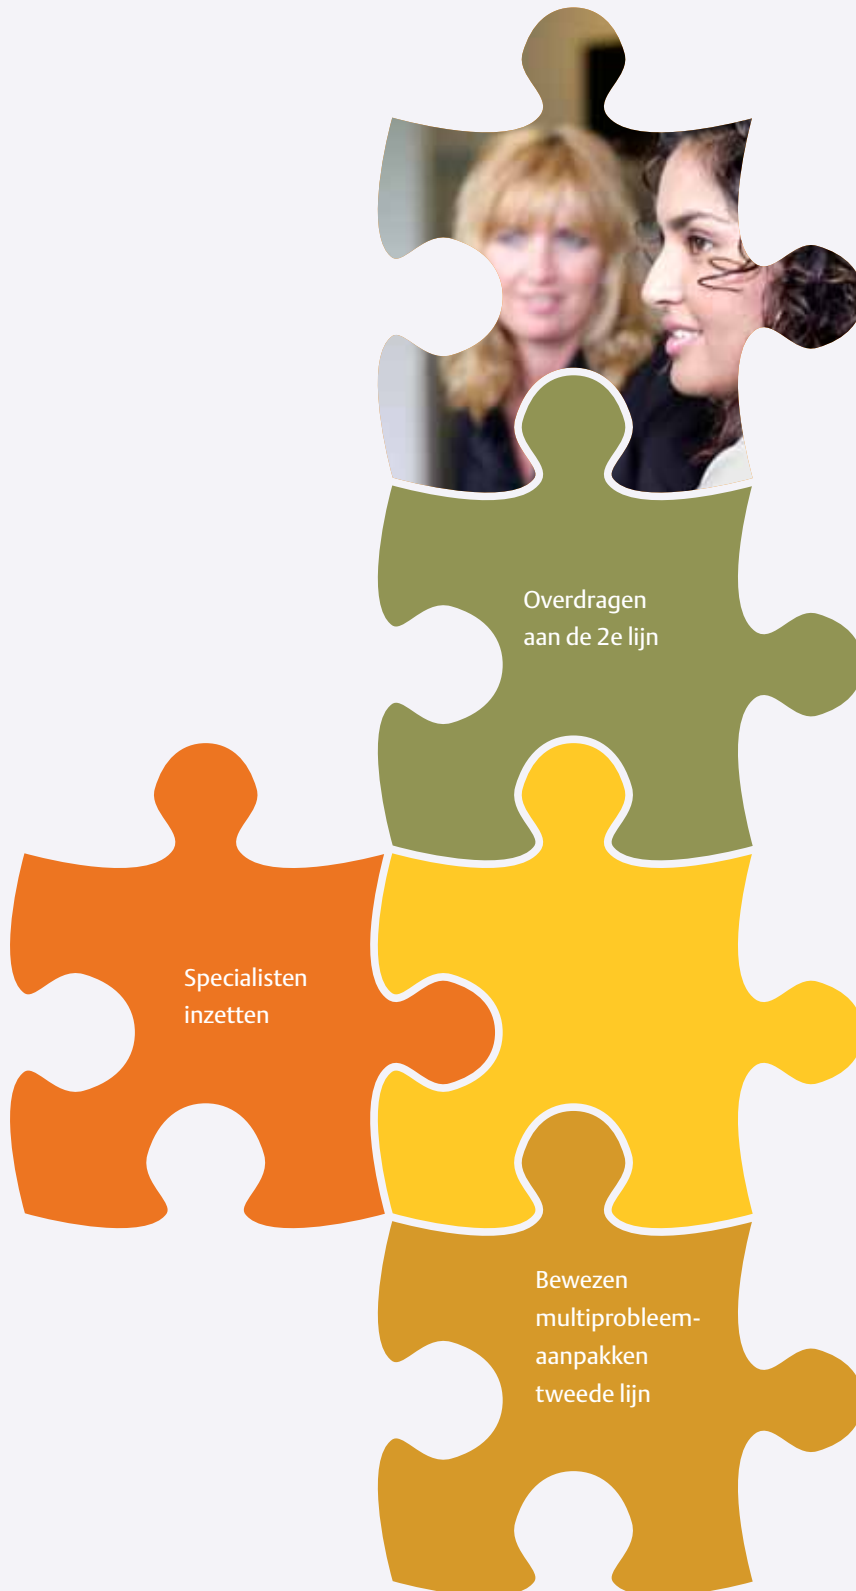 Overdragen
aan de 2e lijn
Specialisten
inzetten
Bewezen
multiprobleem-
aanpakken
tweede lijn